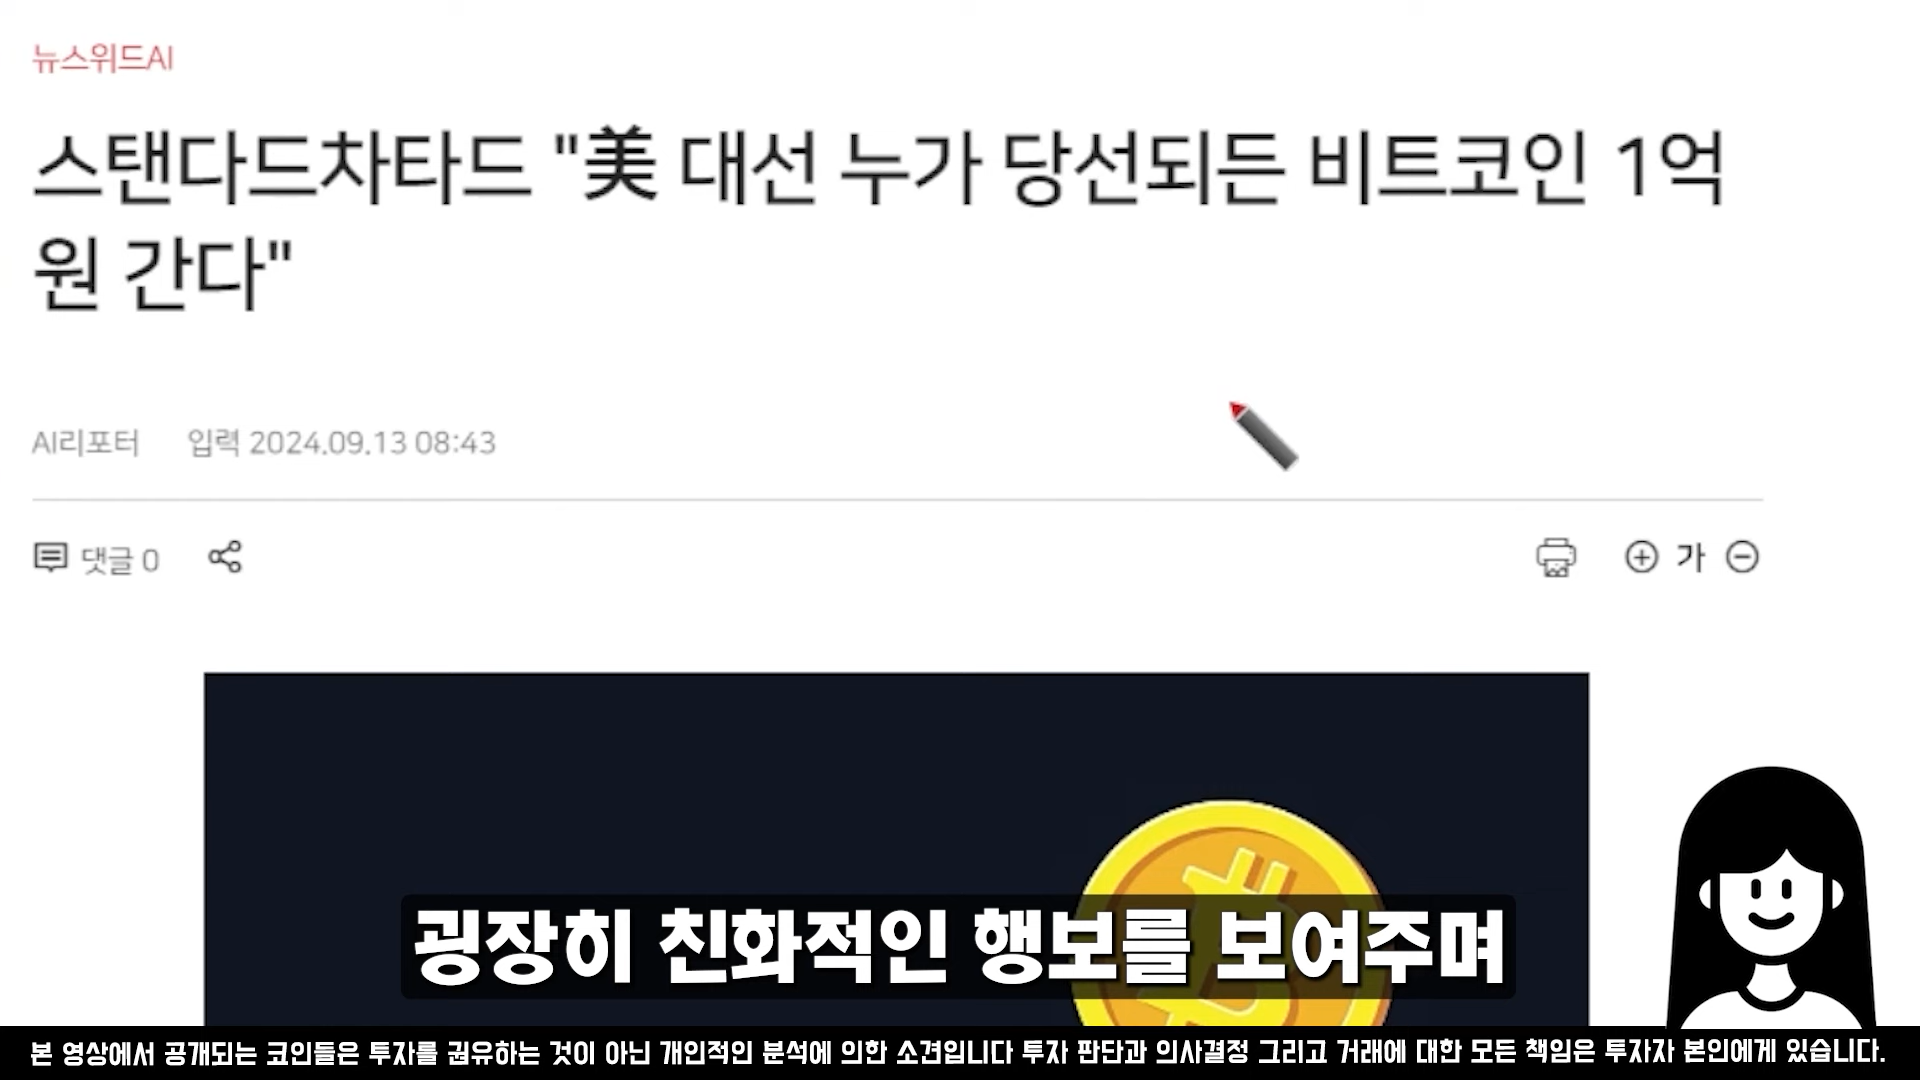 뉴스위드AI
스탠다드차타드 "美 대선 누가 당선되든 비트코인 1억
원 간다"
AI리포터 입력 2024.09.13 08:43
댓글 0
가
굉장히 친화적인 행보를 보여주며
본 영상에서 공개되는 코인들은 투자를 권유하는 것이 아닌 개인적인 분석에 의한 소견입니다 투자 판단과 의사결정 그리고 거래에 대한 모든 책임은 투자자 본인에게 있습니다.